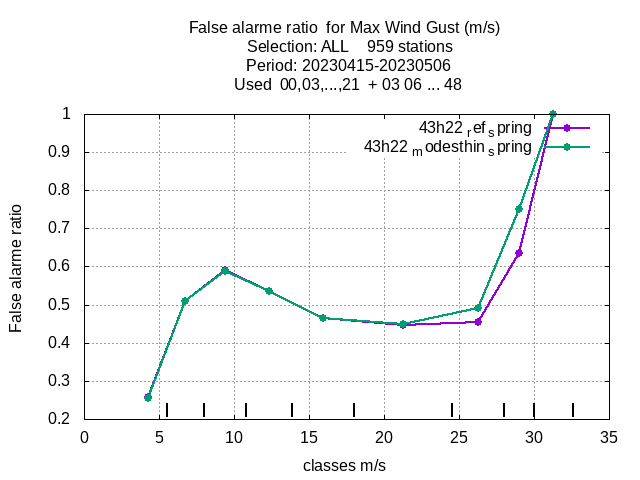 False alarme ratio  for Max Wind Gust (m/s)
Selection: ALL    959 stations
Period: 20230415-20230506
Used  00,03,...,21  + 03 06 ... 48
43h22 ref spring
43h22 modesthin spring
1
0.9
0.8
0.7
0.6
0.5
0.4
0.3
0.2
False alarme ratio
0 5 10 15 20 25 30 35
classes m/s